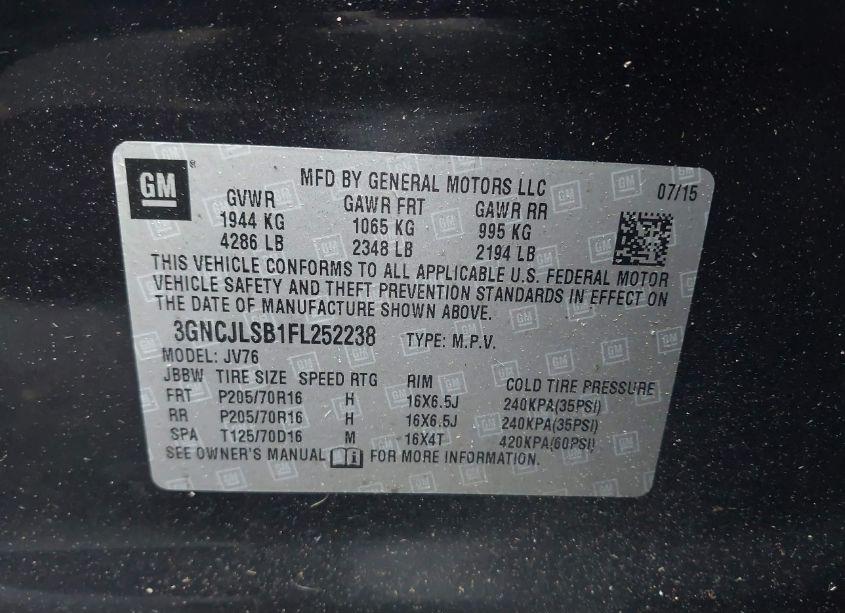 GM ®
MFD BY GENERAL MOTORS LLC 07/15
GVWR GAWR FRT GAWR RR
1944 KG 1065 KG 995 KG
4286 LB 2348 LB 2194 LB
THIS VEHICLE CONFORMS TO ALL APPLICABLE U.S. FEDERAL MOTOR
VEHICLE SAFETY AND THEFT PREVENTION STANDARDS IN EFFECT ON
THE DATE OF MANUFACTURE SHOWN ABOVE.
3GNCJLSB1FL252238 TYPE: M.P.V.
MODEL: JV76
JBBW TIRE SIZE SPEED RTG RIM COLD TIRE PRESSURE
FRT P205/70R16 H 16X6.5J 240KPA(35PSI)
RR P205/70R16 H 16X6.5J 240KPA(35PSI)
SPA T125/70D16 M 16X4T 420KPA(60PSI)
SEE OWNER'S MANUAL FOR MORE INFORMATION.